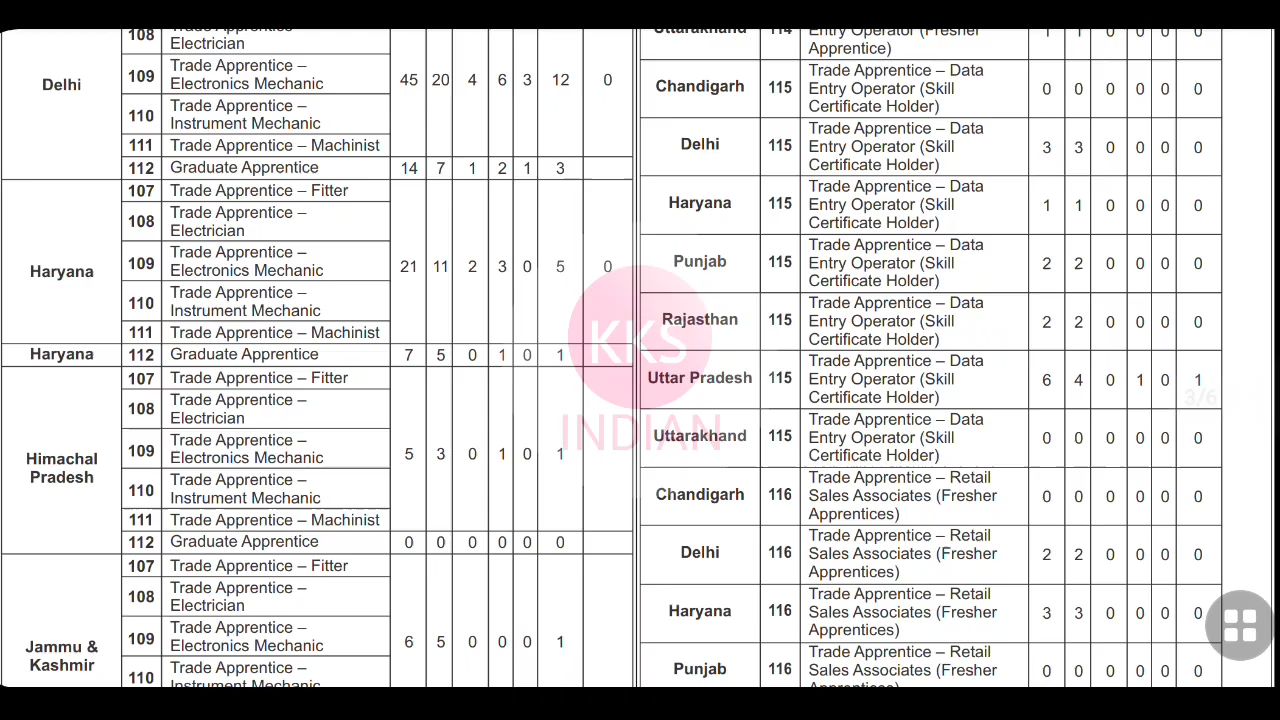 108
Electrician
Delhi
109
Trade Apprentice –
Electronics Mechanic
45 20 4 6 3 12 0
110
Trade Apprentice –
Instrument Mechanic
111 Trade Apprentice – Machinist
112 Graduate Apprentice 14 7 1 2 1 3
Haryana
107 Trade Apprentice – Fitter
108
Trade Apprentice –
Electrician
109
Trade Apprentice –
Electronics Mechanic
21 11 2 3 0 5 0
110
Trade Apprentice –
Instrument Mechanic
111 Trade Apprentice – Machinist
Haryana 112 Graduate Apprentice 7 5 0 1 0 1
Himachal
Pradesh
107 Trade Apprentice – Fitter
108
Trade Apprentice –
Electrician
109
Trade Apprentice –
Electronics Mechanic
5 3 0 1 0 1
110
Trade Apprentice –
Instrument Mechanic
111 Trade Apprentice – Machinist
112 Graduate Apprentice 0 0 0 0 0 0
Jammu &
Kashmir
107 Trade Apprentice – Fitter
108
Trade Apprentice –
Electrician
109
Trade Apprentice –
Electronics Mechanic
6 5 0 0 0 1
110
Trade Apprentice –
Instrument Mechanic
Uttarakhand 114
Entry Operator (Fresher
Apprentice)
1 1 0 0 0 0
Chandigarh 115
Trade Apprentice – Data
Entry Operator (Skill
Certificate Holder)
0 0 0 0 0 0
Delhi 115
Trade Apprentice – Data
Entry Operator (Skill
Certificate Holder)
3 3 0 0 0 0
Haryana 115
Trade Apprentice – Data
Entry Operator (Skill
Certificate Holder)
1 1 0 0 0 0
Punjab 115
Trade Apprentice – Data
Entry Operator (Skill
Certificate Holder)
2 2 0 0 0 0
Rajasthan 115
Trade Apprentice – Data
Entry Operator (Skill
Certificate Holder)
2 2 0 0 0 0
Uttar Pradesh 115
Trade Apprentice – Data
Entry Operator (Skill
Certificate Holder)
6 4 0 1 0 1
3/6
Uttarakhand 115
Trade Apprentice – Data
Entry Operator (Skill
Certificate Holder)
0 0 0 0 0 0
Chandigarh 116
Trade Apprentice – Retail
Sales Associates (Fresher
Apprentices)
0 0 0 0 0 0
Delhi 116
Trade Apprentice – Retail
Sales Associates (Fresher
Apprentices)
2 2 0 0 0 0
Haryana 116
Trade Apprentice – Retail
Sales Associates (Fresher
Apprentices)
3 3 0 0 0 0
Punjab 116
Trade Apprentice – Retail
Sales Associates (Fresher
0 0 0 0 0 0
KKS
INDIAN